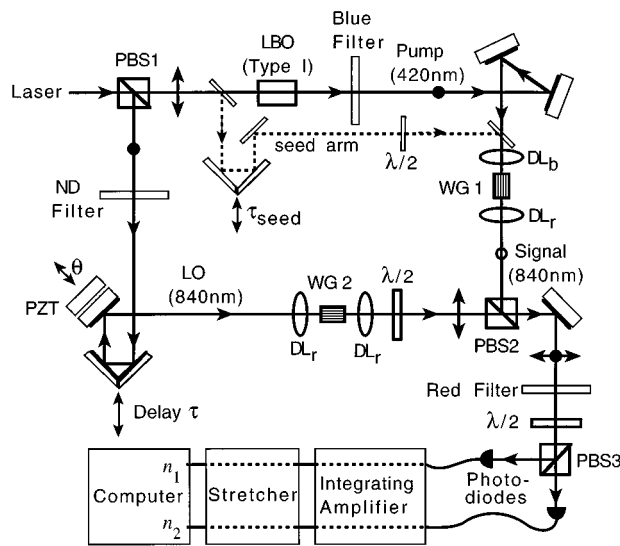 Laser
PBS1
LBO
(Type I)
Blue
Filter
Pump
(420nm)
seed arm
λ/2
τseed
DLb
WG 1
DLr
Signal
(840nm)
ND
Filter
θ
PZT
LO
(840nm)
WG 2
λ/2
DLr
DLr
PBS2
Delay τ
Red Filter
λ/2
PBS3
Photo-
diodes
n1
n2
Computer
Stretcher
Integrating
Amplifier